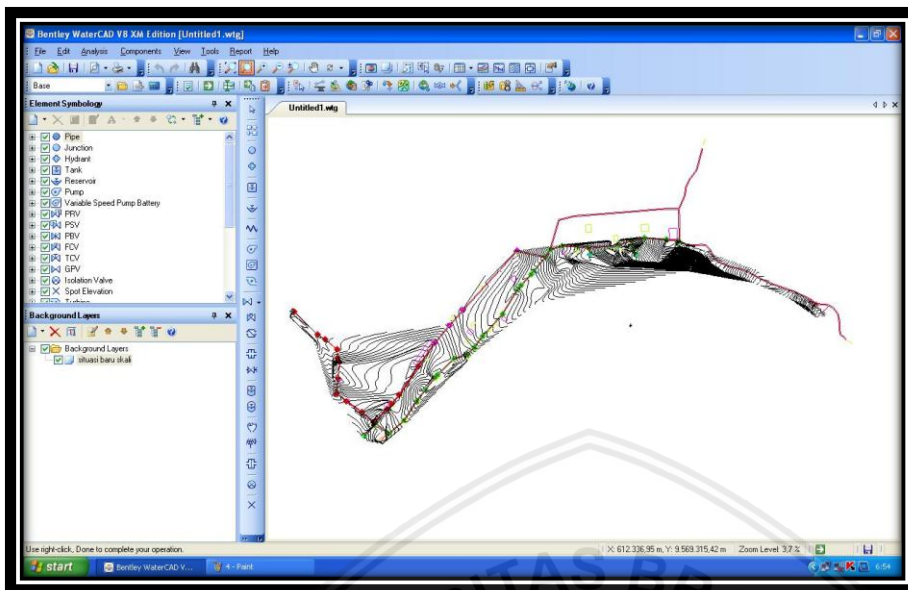 Bentley WaterCAD V8 XM Edition [Untitled1.wtg]
File Edit Analysis Components View Tools Report Help
Base
Element Symbology
Untitled1.wtg
Pipe
Junction
Hydrant
Tank
Reservoir
Pump
Variable Speed Pump Battery
PRV
PSV
PBV
FCV
TCV
GPV
Isolation Valve
Spot Elevation
Turbine
Background Layers
Background Layers
situasi baru skali
Use right-click, Done to complete your operation.
X: 612.336,95 m, Y: 9.569.315,42 m Zoom Level: 3,7 %
start Bentley WaterCAD V... 4 - Paint 6:54